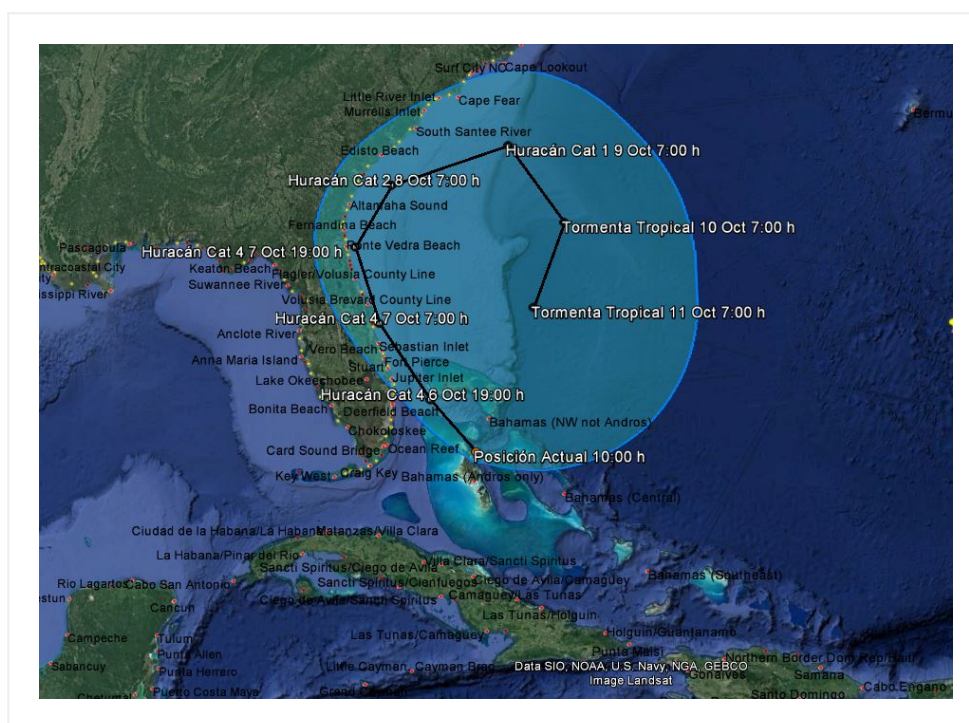 Surf City NC
Cape Lookout
Little River Inlet
Cape Fear
Murrells Inlet
South Santee River
Edisto Beach
Huracán Cat 1 9 Oct 7:00 h
Huracán Cat 2 8 Oct 7:00 h
Altamaha Sound
Fernandina Beach
Tormenta Tropical 10 Oct 7:00 h
Ponte Vedra Beach
Huracán Cat 4 7 Oct 19:00 h
Pascagoula
Keaton Beach
Flagler/Volusia County Line
Suwannee River
Volusia Brevard County Line
Tormenta Tropical 11 Oct 7:00 h
Huracán Cat 4 7 Oct 7:00 h
Anclote River
Vero Beach
Sebastian Inlet
Anna Maria Island
Stuart
Fort Pierce
Lake Okeechobee
Jupiter Inlet
Huracán Cat 4 6 Oct 19:00 h
Bonita Beach
Deerfield Beach
Bahamas (NW not Andros)
Chokoloskee
Card Sound Bridge
Ocean Reef
Posición Actual 10:00 h
Key West
Craig Key
Bahamas (Andros only)
Bahamas (Central)
Ciudad de la Habana/La Habana
Matanzas/Villa Clara
La Habana/Pinar del Rio
Sancti Spiritus/Ciego de Avila
Villa Clara/Sancti Spiritus
Rio Lagartos
Cabo San Antonio
Sancti Spiritus/Cienfuegos
Ciego de Avila/Camaguey
Bahamas (Southeast)
Cancun
Ciego de Avila/Sancti Spiritus
Camaguey/Las Tunas
Las Tunas/Holguin
Campeche
Tulum
Las Tunas/Camaguey
Holguin/Guantanamo
Punta Allen
Punta Maisi
Sabancuy
Punta Herrero
Little Cayman, Cayman Brac
Data SIO, NOAA, U.S. Navy, NGA, GEBCO
Northern Border Dom Rep/Haiti
Image Landsat
Gonaives
Samana
Chetumal
Puerto Costa Maya
Grand Cayman
Santo Domingo
Cabo Engano